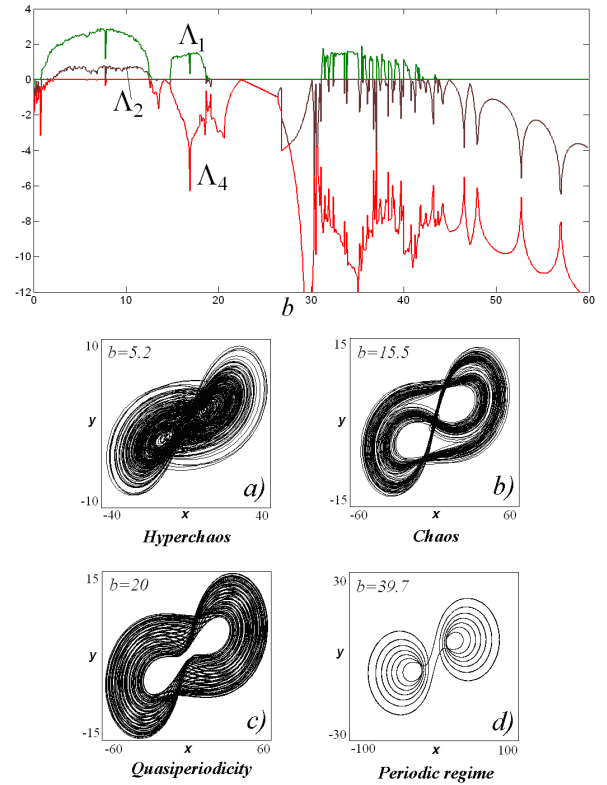 4
2
0
-2
-4
-6
-8
-10
-12
Λ1
Λ2
Λ4
0 10 20 30 40 50 60
b
b=5.2
10
y
-10
-40 x 40
a)
Hyperchaos
b=15.5
15
y
-15
-60 x 60
b)
Chaos
b=20
15
y
-15
-60 x 60
c)
Quasiperiodicity
b=39.7
30
y
-30
-100 x 100
d)
Periodic regime